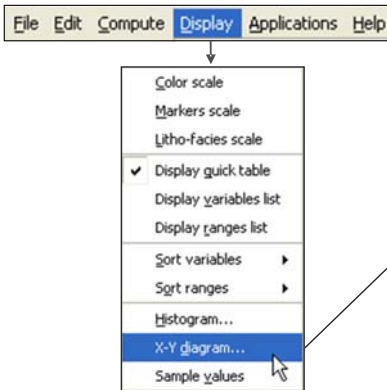 File Edit Compute Display Applications Help
Color scale
Markers scale
Litho-facies scale
Display quick table
Display variables list
Display ranges list
Sort variables
Sort ranges
Histogram...
X-Y diagram...
Sample values